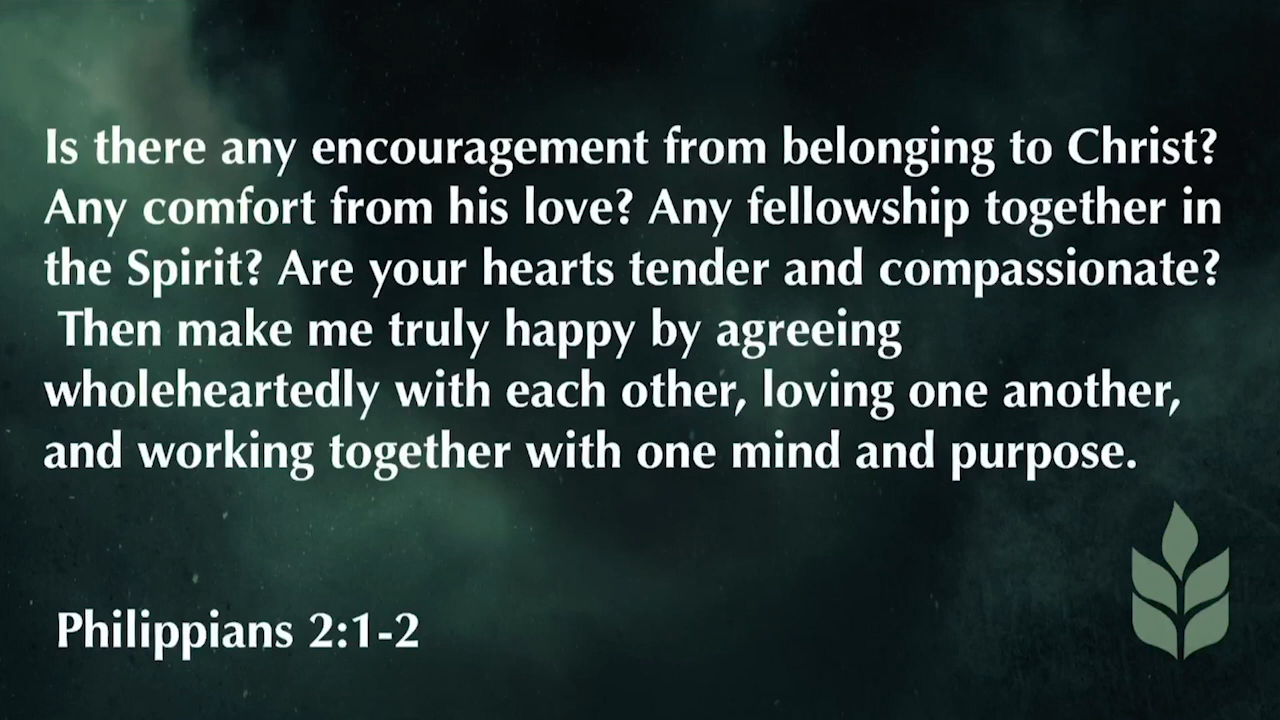 Is there any encouragement from belonging to Christ?
Any comfort from his love? Any fellowship together in
the Spirit? Are your hearts tender and compassionate?
Then make me truly happy by agreeing
wholeheartedly with each other, loving one another,
and working together with one mind and purpose.
Philippians 2:1-2